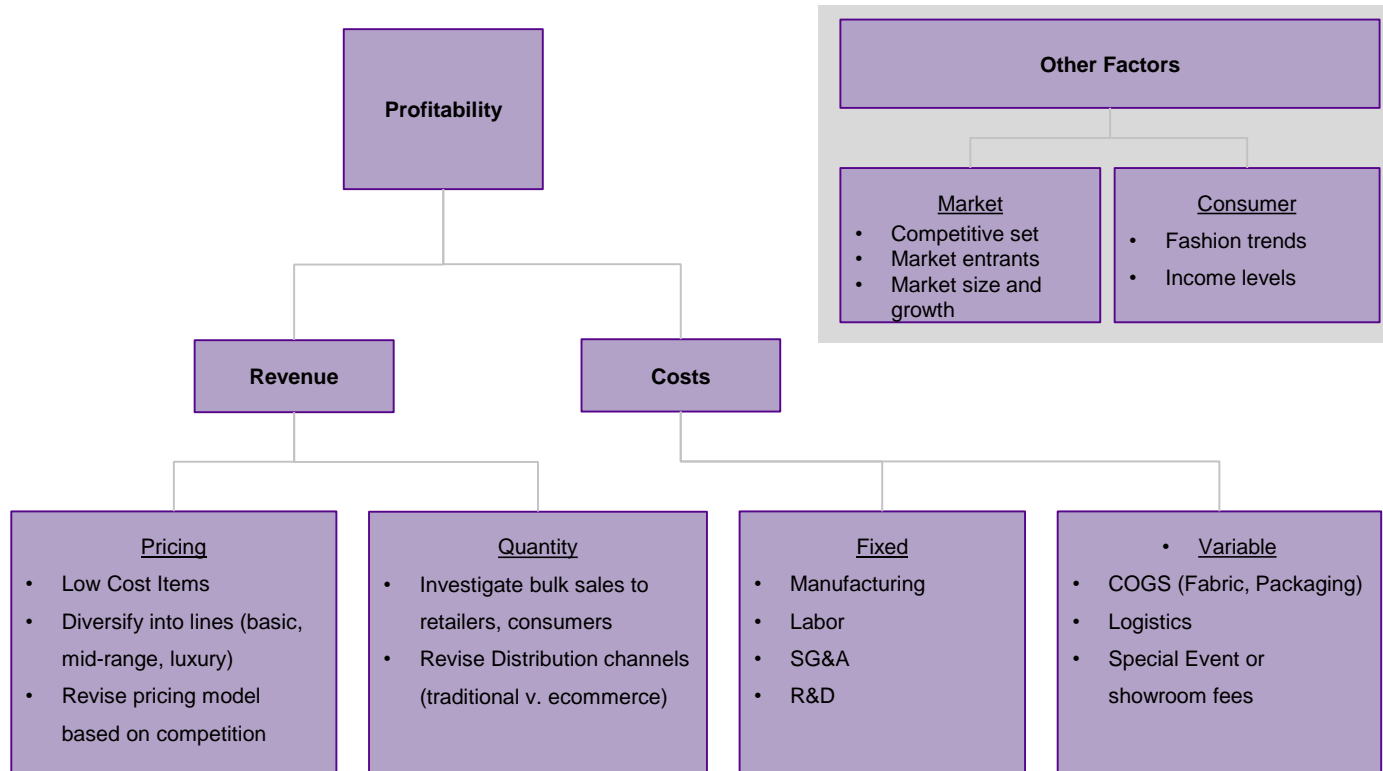 Profitability
Other Factors
Market
• Competitive set
• Market entrants
• Market size and
growth
Consumer
• Fashion trends
• Income levels
Revenue
Costs
Pricing
• Low Cost Items
• Diversify into lines (basic,
mid-range, luxury)
• Revise pricing model
based on competition
Quantity
• Investigate bulk sales to
retailers, consumers
• Revise Distribution channels
(traditional v. ecommerce)
Fixed
• Manufacturing
• Labor
• SG&A
• R&D
• Variable
• COGS (Fabric, Packaging)
• Logistics
• Special Event or
showroom fees